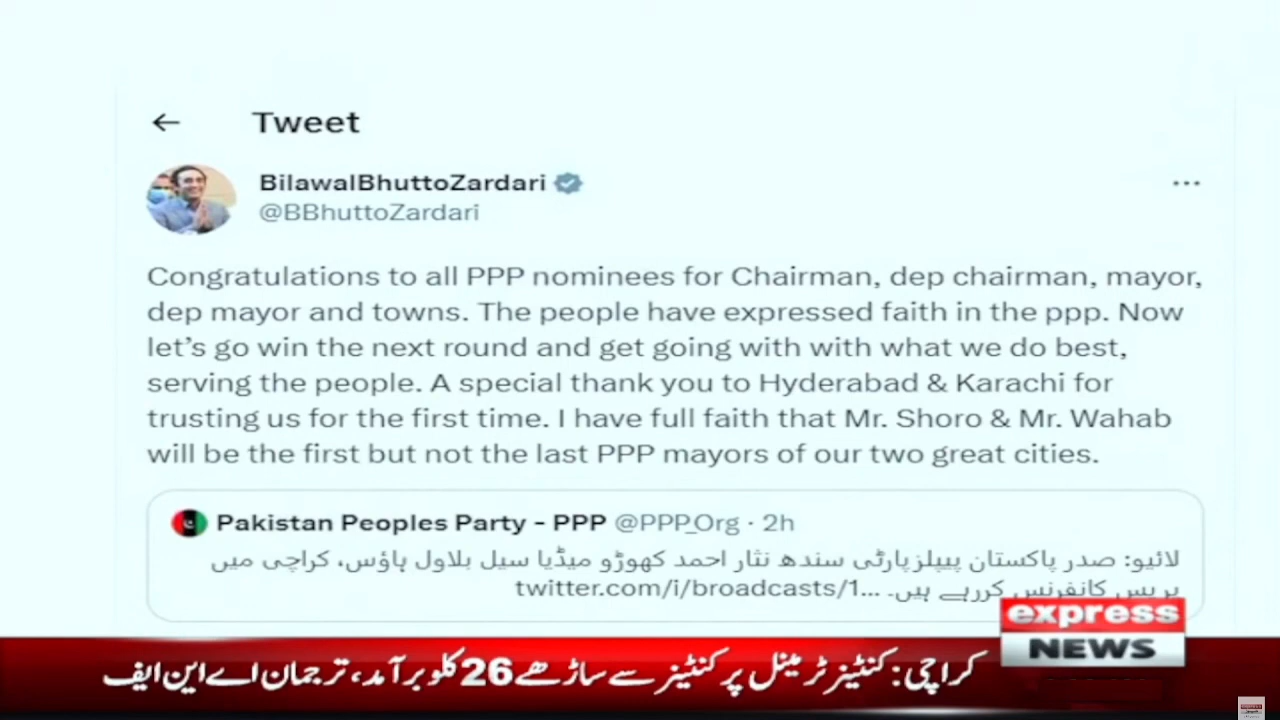 Tweet
BilawalBhuttoZardari
@BBhuttoZardari
Congratulations to all PPP nominees for Chairman, dep chairman, mayor,
dep mayor and towns. The people have expressed faith in the ppp. Now
let's go win the next round and get going with with what we do best,
serving the people. A special thank you to Hyderabad & Karachi for
trusting us for the first time. I have full faith that Mr. Shoro & Mr. Wahab
will be the first but not the last PPP mayors of our two great cities.
Pakistan Peoples Party - PPP @PPP_Org · 2h
لائیو: صدر پاکستان پیپلزپارٹی سندھ نثار احمد کھوڑو میڈیا سیل بلاول ہاؤس، کراچی میں
پریس کانفرنس کررہے ہیں۔ twitter.com/i/broadcasts/1...
express
NEWS
کراچی: کنٹینر ٹرمینل پر کنٹینر سے ساڑھے 26 کلو برآمد، ترجمان اے این ایف